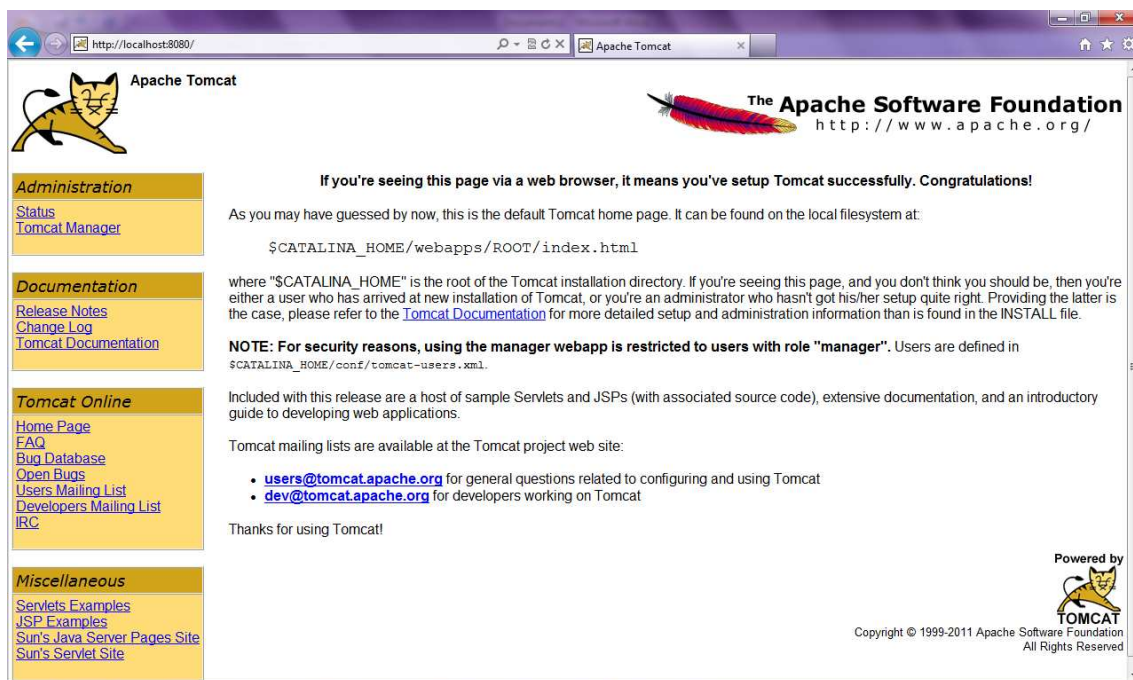 http://localhost:8080/
Apache Tomcat
Apache Tomcat
The Apache Software Foundation
http://www.apache.org/
Administration
Status
Tomcat Manager
Documentation
Release Notes
Change Log
Tomcat Documentation
Tomcat Online
Home Page
FAQ
Bug Database
Open Bugs
Users Mailing List
Developers Mailing List
IRC
Miscellaneous
Servlets Examples
JSP Examples
Sun's Java Server Pages Site
Sun's Servlet Site
If you're seeing this page via a web browser, it means you've setup Tomcat successfully. Congratulations!
As you may have guessed by now, this is the default Tomcat home page. It can be found on the local filesystem at:
$CATALINA_HOME/webapps/ROOT/index.html
where "$CATALINA_HOME" is the root of the Tomcat installation directory. If you're seeing this page, and you don't think you should be, then you're
either a user who has arrived at new installation of Tomcat, or you're an administrator who hasn't got his/her setup quite right. Providing the latter is
the case, please refer to the Tomcat Documentation for more detailed setup and administration information than is found in the INSTALL file.
NOTE: For security reasons, using the manager webapp is restricted to users with role "manager". Users are defined in
$CATALINA_HOME/conf/tomcat-users.xml.
Included with this release are a host of sample Servlets and JSPs (with associated source code), extensive documentation, and an introductory
guide to developing web applications.
Tomcat mailing lists are available at the Tomcat project web site:
• users@tomcat.apache.org for general questions related to configuring and using Tomcat
• dev@tomcat.apache.org for developers working on Tomcat
Thanks for using Tomcat!
Powered by
TOMCAT
Copyright © 1999-2011 Apache Software Foundation
All Rights Reserved